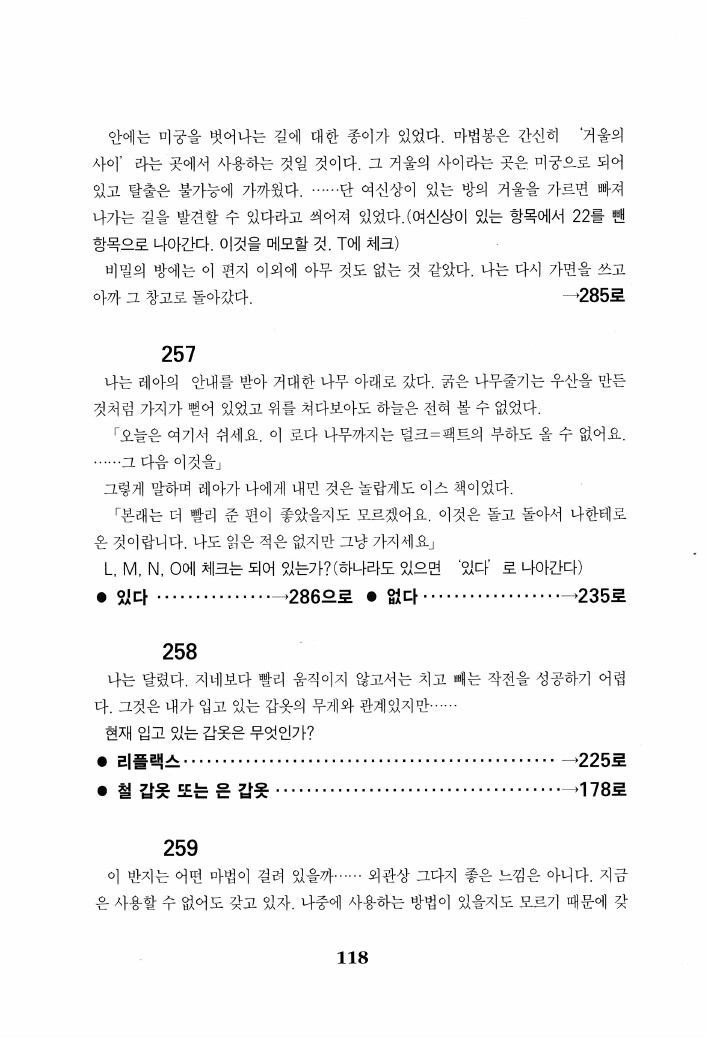 안에는 미궁을 벗어나는 길에 대한 종이가 있었다. 마법봉은 간신히 '거울의
사이' 라는 곳에서 사용하는 것일 것이다. 그 거울의 사이라는 곳은 미궁으로 되어
있고 탈출은 불가능에 가까웠다. ……단 여신상이 있는 방의 거울을 가르면 빠져
나가는 길을 발견할 수 있다라고 씌어져 있었다.(여신상이 있는 항목에서 22를 뺀
항목으로 나아간다. 이것을 메모할 것. T에 체크)
비밀의 방에는 이 편지 이외에 아무 것도 없는 것 같았다. 나는 다시 가면을 쓰고
아까 그 창고로 돌아갔다. →285로
257
나는 레아의 안내를 받아 거대한 나무 아래로 갔다. 굵은 나무줄기는 우산을 만든
것처럼 가지가 뻗어 있었고 위를 쳐다보아도 하늘은 전혀 볼 수 없었다.
「오늘은 여기서 쉬세요. 이 로다 나무까지는 덜크=팩트의 부하도 올 수 없어요.
……그 다음 이것을」
그렇게 말하며 레아가 나에게 내민 것은 놀랍게도 이스 책이었다.
「본래는 더 빨리 준 편이 좋았을지도 모르겠어요. 이것은 돌고 돌아서 나한테로
온 것이랍니다. 나도 읽은 적은 없지만 그냥 가지세요」
L, M, N, O에 체크는 되어 있는가?(하나라도 있으면 '있다' 로 나아간다)
● 있다 ···············→286으로 ● 없다 ··················→235로
258
나는 달렸다. 지네보다 빨리 움직이지 않고서는 치고 빼는 작전을 성공하기 어렵
다. 그것은 내가 입고 있는 갑옷의 무게와 관계있지만……
현재 입고 있는 갑옷은 무엇인가?
● 리플랙스················································ →225로
● 철 갑옷 또는 은 갑옷 ·····································→178로
259
이 반지는 어떤 마법이 걸려 있을까…… 외관상 그다지 좋은 느낌은 아니다. 지금
은 사용할 수 없어도 갖고 있자. 나중에 사용하는 방법이 있을지도 모르기 때문에 갖
118